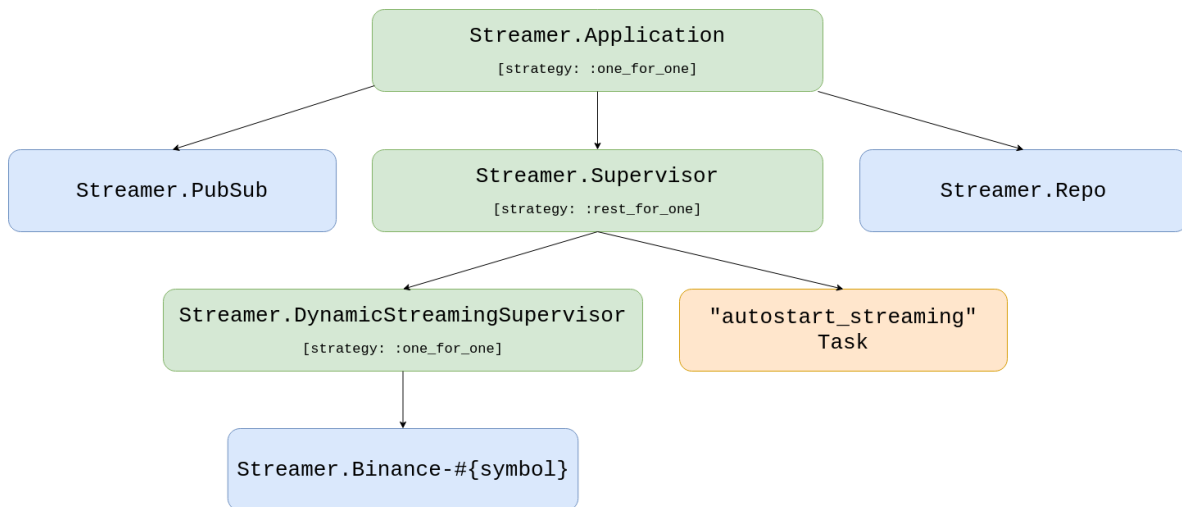 Streamer.Application
[strategy: :one_for_one]
Streamer.PubSub
Streamer.Supervisor
[strategy: :rest_for_one]
Streamer.Repo
Streamer.DynamicStreamingSupervisor
[strategy: :one_for_one]
"autostart_streaming"
Task
Streamer.Binance-#{symbol}